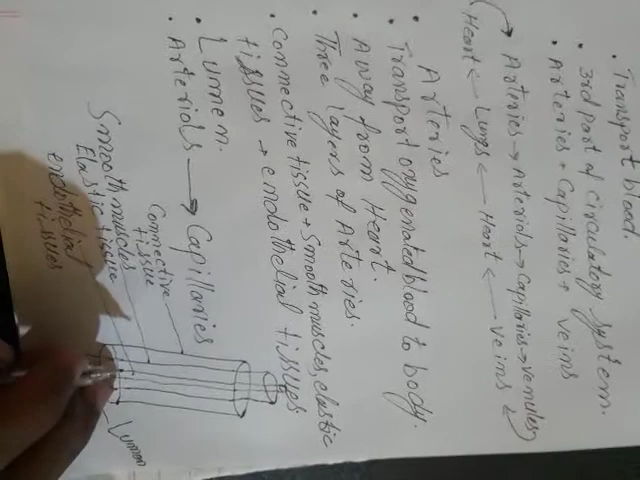 • Transport blood.
• 3rd part of circulatory system.
• Arteries + Capillaries + veins
Arteries → Arteriols → Capillaries → venules
Heart ← Lungs ← Heart ← veins
Arteries
• Transport oxygenated blood to body.
• Away from Heart.
• Three layers of Arteries.
• Connective tissue + Smooth muscles, elastic
tissues → endothelial tissues
• Lumen.
• Arteriols → Capillaries
Connective
tissue
Smooth muscles
Elastic tissue
endothelial
tissues
Lumen